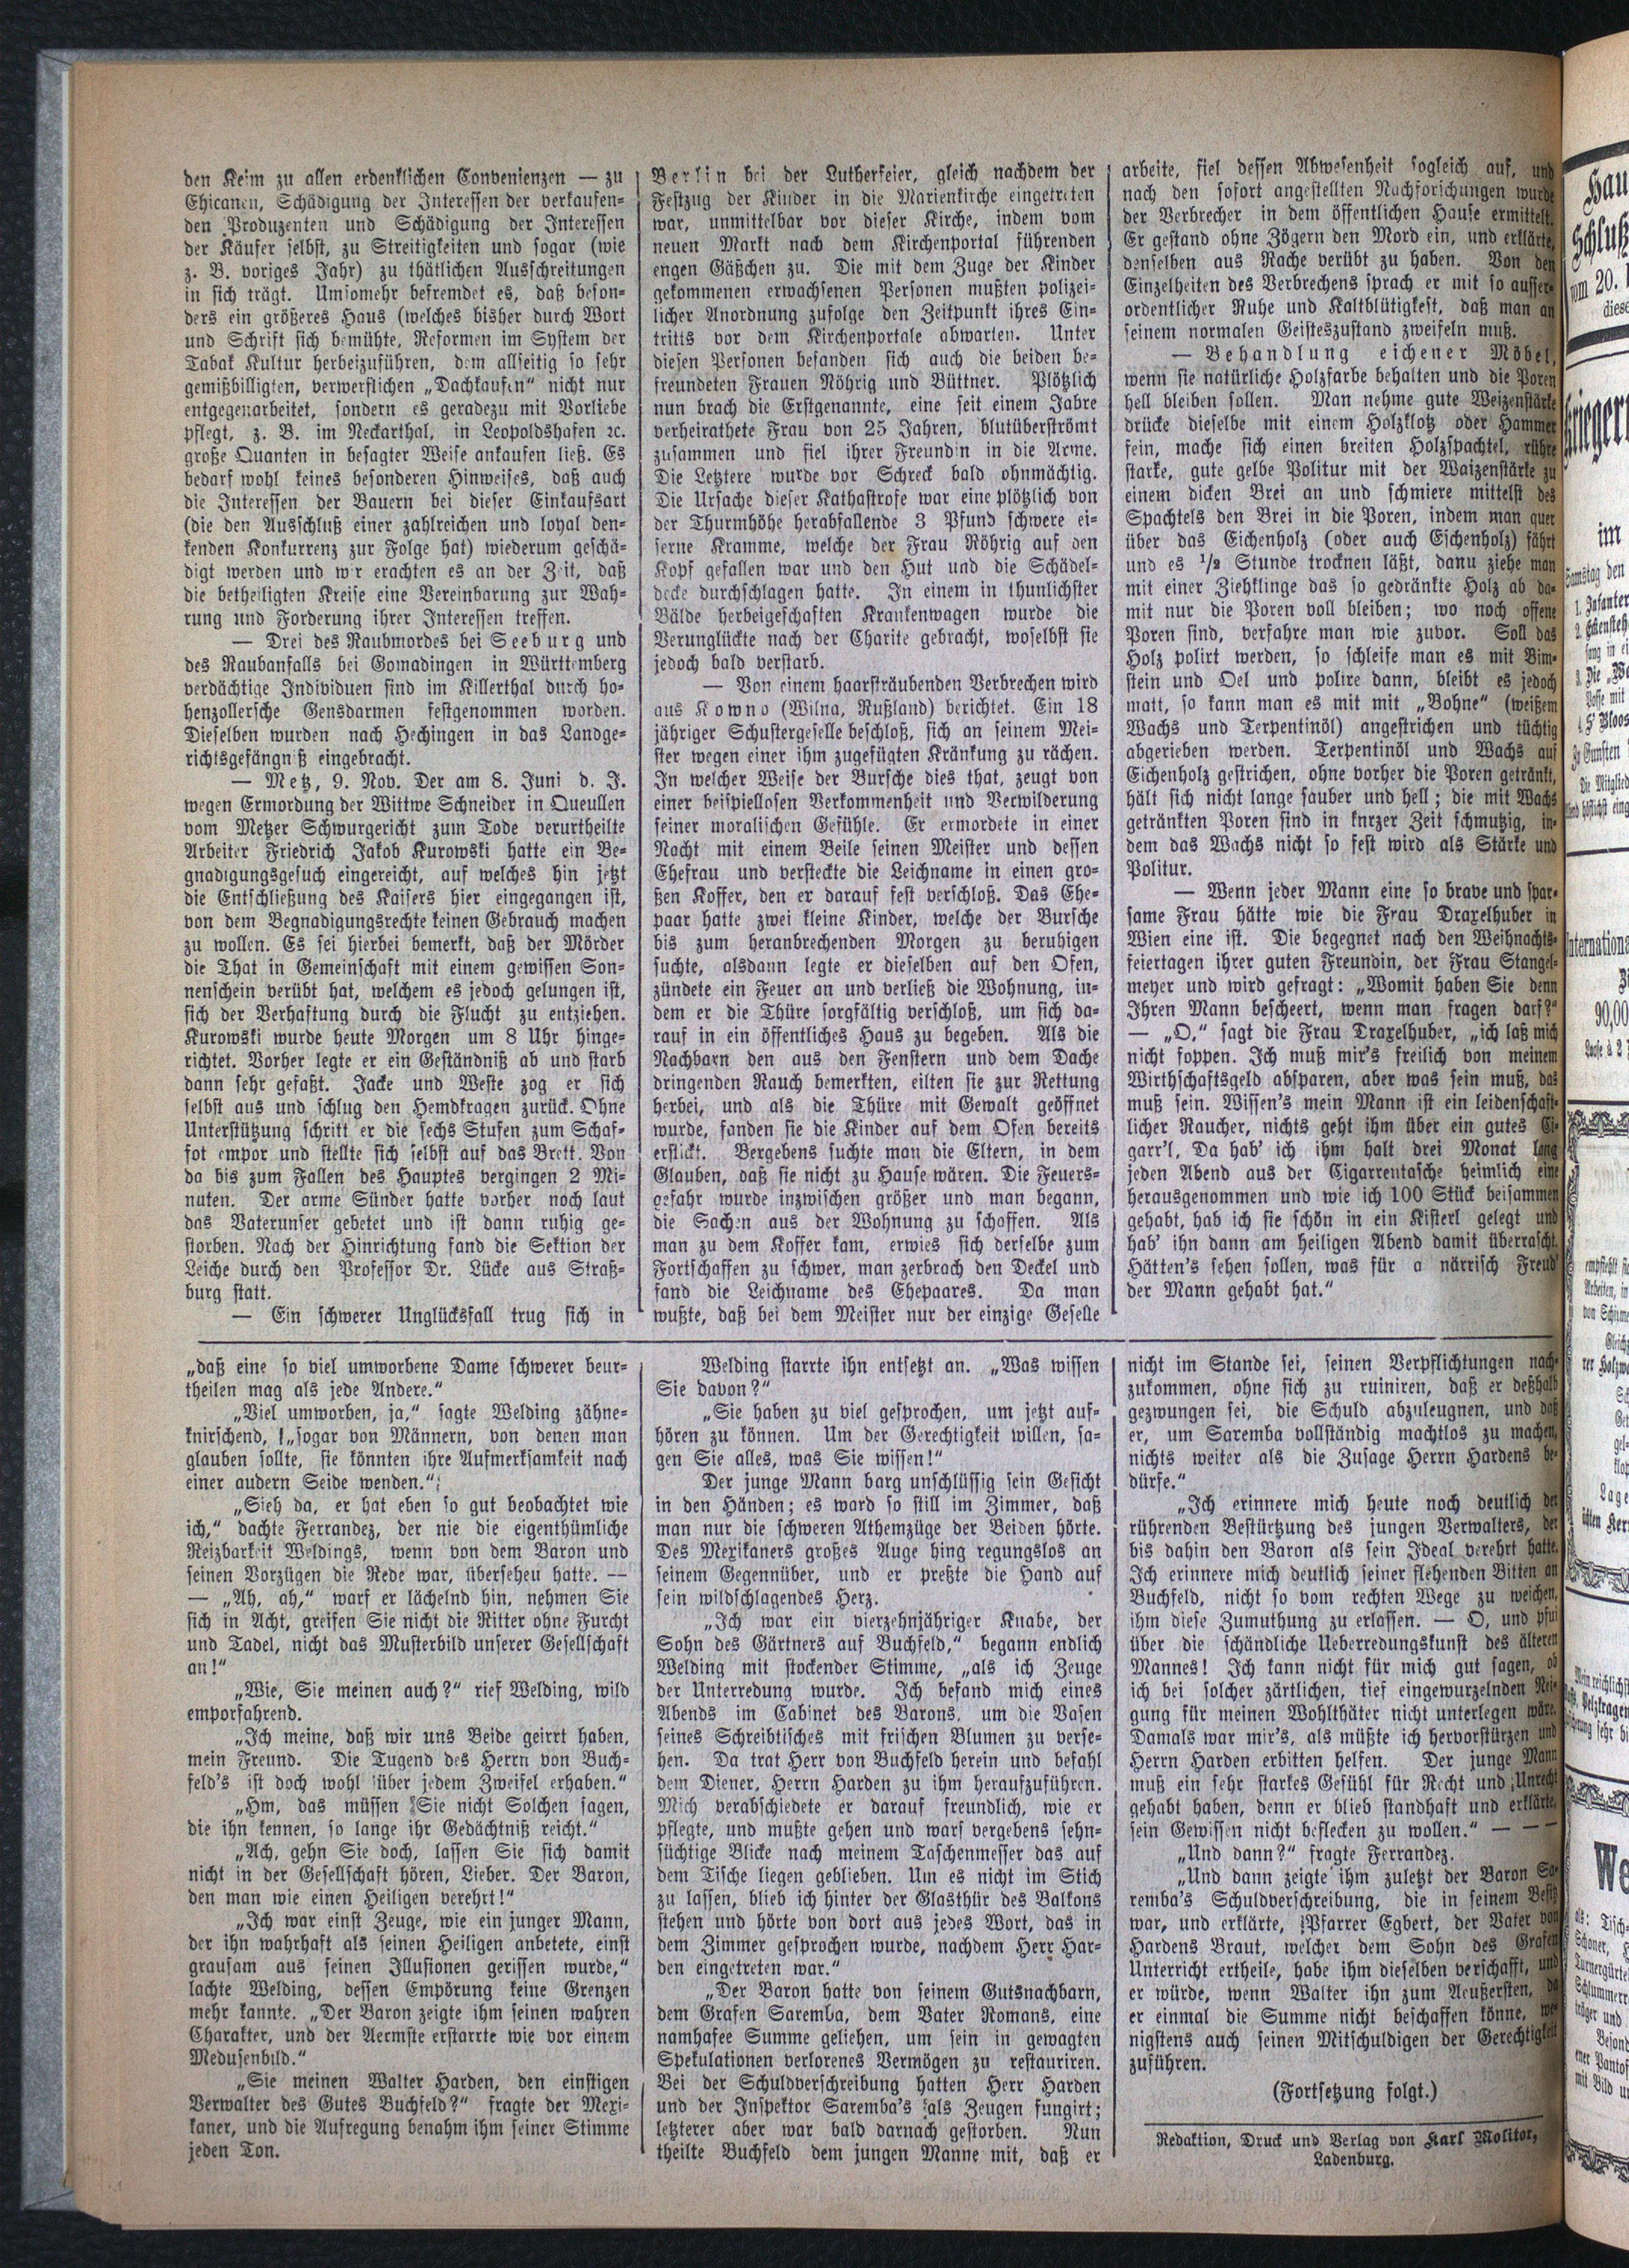 den Keim zu allen erdenklichen Convenienzen — zu
Chicanen, Schädigung der Interessen der verkaufen-
den Produzenten und Schädigung der Interessen
der Käufer selbst, zu Streitigkeiten und sogar (wie
z. B. voriges Jahr) zu thätlichen Ausschreitungen
in sich trägt. Umsomehr befremdet es, daß beson-
ders ein größeres Haus (welches bisher durch Wort
und Schrift sich bemühte, Reformen im System der
Tabak Kultur herbeizuführen, dem allseitig so sehr
gemißbilligten, verwerflichen „Dachkaufen“ nicht nur
entgegenarbeitet, sondern es geradezu mit Vorliebe
pflegt, z. B. im Neckarthal, in Leopoldshafen ꝛc.
große Quanten in besagter Weise ankaufen ließ. Es
bedarf wohl keines besonderen Hinweises, daß auch
die Interessen der Bauern bei dieser Einkaufsart
(die den Ausschluß einer zahlreichen und loyal den-
kenden Konkurrenz zur Folge hat) wiederum geschä-
digt werden und wir erachten es an der Zeit, daß
die betheiligten Kreise eine Vereinbarung zur Wah-
rung und Forderung ihrer Interessen treffen.
— Drei des Raubmordes bei Seeburg und
des Raubanfalls bei Gomadingen in Württemberg
verdächtige Individuen sind im Killerthal durch ho-
henzollersche Gensdarmen festgenommen worden.
Dieselben wurden nach Hechingen in das Landge-
richtsgefängniß eingebracht.
— Metz, 9. Nov. Der am 8. Juni d. J.
wegen Ermordung der Wittwe Schneider in Queullen
vom Metzer Schwurgericht zum Tode verurtheilte
Arbeiter Friedrich Jakob Kurowski hatte ein Be-
gnadigungsgesuch eingereicht, auf welches hin jetzt
die Entschließung des Kaisers hier eingegangen ist,
von dem Begnadigungsrechte keinen Gebrauch machen
zu wollen. Es sei hierbei bemerkt, daß der Mörder
die That in Gemeinschaft mit einem gewissen Son-
nenschein verübt hat, welchem es jedoch gelungen ist,
sich der Verhaftung durch die Flucht zu entziehen.
Kurowski wurde heute Morgen um 8 Uhr hinge-
richtet. Vorher legte er ein Geständniß ab und starb
dann sehr gefaßt. Jacke und Weste zog er sich
selbst aus und schlug den Hemdkragen zurück. Ohne
Unterstützung schritt er die sechs Stufen zum Schaf-
fot empor und stellte sich selbst auf das Brett. Von
da bis zum Fallen des Hauptes vergingen 2 Mi-
nuten. Der arme Sünder hatte vorher noch laut
das Vaterunser gebetet und ist dann ruhig ge-
storben. Nach der Hinrichtung fand die Sektion der
Leiche durch den Professor Dr. Lücke aus Straß-
burg statt.
— Ein schwerer Unglücksfall trug sich in
Berlin bei der Lutherfeier, gleich nachdem der
Festzug der Kinder in die Marienkirche eingetreten
war, unmittelbar vor dieser Kirche, indem vom
neuen Markt nach dem Kirchenportal führenden
engen Gäßchen zu. Die mit dem Zuge der Kinder
gekommenen erwachsenen Personen mußten polizei-
licher Anordnung zufolge den Zeitpunkt ihres Ein-
tritts vor dem Kirchenportale abwarten. Unter
diesen Personen befanden sich auch die beiden be-
freundeten Frauen Röhrig und Büttner. Plötzlich
nun brach die Erstgenannte, eine seit einem Jahre
verheirathete Frau von 25 Jahren, blutüberströmt
zusammen und fiel ihrer Freundin in die Arme.
Die Letztere wurde vor Schreck bald ohnmächtig.
Die Ursache dieser Kathastrofe war eine plötzlich von
der Thurmhöhe herabfallende 3 Pfund schwere ei-
serne Kramme, welche der Frau Röhrig auf den
Kopf gefallen war und den Hut und die Schädel-
decke durchschlagen hatte. In einem in thunlichster
Bälde herbeigeschaften Krankenwagen wurde die
Verunglückte nach der Charite gebracht, woselbst sie
jedoch bald verstarb.
— Von einem haarsträubenden Verbrechen wird
aus Kowno (Wilna, Rußland) berichtet. Ein 18
jähriger Schustergeselle beschloß, sich an seinem Mei-
ster wegen einer ihm zugefügten Kränkung zu rächen.
In welcher Weise der Bursche dies that, zeugt von
einer beispiellosen Verkommenheit und Verwilderung
seiner moralischen Gefühle. Er ermordete in einer
Nacht mit einem Beile seinen Meister und dessen
Ehefrau und versteckte die Leichname in einen gro-
ßen Koffer, den er darauf fest verschloß. Das Ehe-
paar hatte zwei kleine Kinder, welche der Bursche
bis zum heranbrechenden Morgen zu beruhigen
suchte, alsdann legte er dieselben auf den Ofen,
zündete ein Feuer an und verließ die Wohnung, in-
dem er die Thüre sorgfältig verschloß, um sich da-
rauf in ein öffentliches Haus zu begeben. Als die
Nachbarn den aus den Fenstern und dem Dache
dringenden Rauch bemerkten, eilten sie zur Rettung
herbei, und als die Thüre mit Gewalt geöffnet
wurde, fanden sie die Kinder auf dem Ofen bereits
erstickt. Vergebens suchte man die Eltern, in dem
Glauben, daß sie nicht zu Hause wären. Die Feuers-
gefahr wurde inzwischen größer und man begann,
die Sachen aus der Wohnung zu schaffen. Als
man zu dem Koffer kam, erwies sich derselbe zum
Fortschaffen zu schwer, man zerbrach den Deckel und
fand die Leichname des Ehepaares. Da man
wußte, daß bei dem Meister nur der einzige Geselle
arbeite, fiel dessen Abwesenheit sogleich auf, und
nach den sofort angestellten Nachforschungen wurde
der Verbrecher in dem öffentlichen Hause ermittelt.
Er gestand ohne Zögern den Mord ein, und erklärte,
denselben aus Rache verübt zu haben. Von den
Einzelheiten des Verbrechens sprach er mit so ausser-
ordentlicher Ruhe und Kaltblütigkeit, daß man an
seinem normalen Geisteszustand zweifeln muß.
— Behandlung eichener Möbel,
wenn sie natürliche Holzfarbe behalten und die Poren
hell bleiben sollen. Man nehme gute Weizenstärke
drücke dieselbe mit einem Holzklotz oder Hammer
fein, mache sich einen breiten Holzspachtel, rühre
starke, gute gelbe Politur mit der Waizenstärke zu
einem dicken Brei an und schmiere mittelst des
Spachtels den Brei in die Poren, indem man quer
über das Eichenholz (oder auch Eschenholz) fährt
und es ½ Stunde trocknen läßt, danu ziehe man
mit einer Ziehklinge das so gedränkte Holz ab da-
mit nur die Poren voll bleiben; wo noch offene
Poren sind, verfahre man wie zuvor. Soll das
Holz polirt werden, so schleife man es mit Bim-
stein und Oel und polire dann, bleibt es jedoch
matt, so kann man es mit mit „Bohne“ (weißem
Wachs und Terpentinöl) angestrichen und tüchtig
abgerieben werden. Terpentinöl und Wachs auf
Eichenholz gestrichen, ohne vorher die Poren getränkt,
hält sich nicht lange sauber und hell; die mit Wachs
getränkten Poren sind in knrzer Zeit schmutzig, in-
dem das Wachs nicht so fest wird als Stärke und
Politur.
— Wenn jeder Mann eine so brave und spar-
same Frau hätte wie die Frau Draxelhuber in
Wien eine ist. Die begegnet nach den Weihnachts-
feiertagen ihrer guten Freundin, der Frau Stangel-
meyer und wird gefragt: „Womit haben Sie denn
Ihren Mann bescheert, wenn man fragen darf?“
— „O,“ sagt die Frau Draxelhuber, „ich laß mich
nicht foppen. Ich muß mir's freilich von meinem
Wirthschaftsgeld absparen, aber was sein muß, das
muß sein. Wissen's mein Mann ist ein leidenschaft-
licher Raucher, nichts geht ihm über ein gutes Ci-
garr'l, Da hab' ich ihm halt drei Monat lang
jeden Abend aus der Cigarrentasche heimlich eine
herausgenommen und wie ich 100 Stück beisammen
gehabt, hab ich sie schön in ein Kisterl gelegt und
hab' ihn dann am heiligen Abend damit überrascht.
Hätten's sehen sollen, was für a närrisch Freud'
der Mann gehabt hat.“
„daß eine so viel umworbene Dame schwerer beur-
theilen mag als jede Andere.“
„Viel umworben, ja,“ sagte Welding zähne-
knirschend, „sogar von Männern, von denen man
glauben sollte, sie könnten ihre Aufmerksamkeit nach
einer andern Seide wenden.“
„Sieh da, er hat eben so gut beobachtet wie
ich,“ dachte Ferrandez, der nie die eigenthümliche
Reizbarkeit Weldings, wenn von dem Baron und
seinen Vorzügen die Rede war, überseheu hatte. —
— „Ah, ah,“ warf er lächelnd hin, nehmen Sie
sich in Acht, greifen Sie nicht die Ritter ohne Furcht
und Tadel, nicht das Musterbild unserer Gesellschaft
an!“
„Wie, Sie meinen auch?“ rief Welding, wild
emporfahrend.
„Ich meine, daß wir uns Beide geirrt haben,
mein Freund. Die Tugend des Herrn von Buch-
feld's ist doch wohl über jedem Zweifel erhaben.“
„Hm, das müssen Sie nicht Solchen sagen,
die ihn kennen, so lange ihr Gedächtniß reicht.“
„Ach, gehn Sie doch, lassen Sie sich damit
nicht in der Gesellschaft hören, Lieber. Der Baron,
den man wie einen Heiligen verehrt!“
„Ich war einst Zeuge, wie ein junger Mann,
der ihn wahrhaft als seinen Heiligen anbetete, einst
grausam aus seinen Illusionen gerissen wurde,“
lachte Welding, dessen Empörung keine Grenzen
mehr kannte. „Der Baron zeigte ihm seinen wahren
Charakter, und der Aermste erstarrte wie vor einem
Medusenbild.“
„Sie meinen Walter Harden, den einstigen
Verwalter des Gutes Buchfeld?“ fragte der Mexi-
kaner, und die Aufregung benahm ihm seiner Stimme
jeden Ton.
Welding starrte ihn entsetzt an. „Was wissen
Sie davon?“
„Sie haben zu viel gesprochen, um jetzt auf-
hören zu können. Um der Gerechtigkeit willen, sa-
gen Sie alles, was Sie wissen!“
Der junge Mann barg unschlüssig sein Gesicht
in den Händen; es ward so still im Zimmer, daß
man nur die schweren Athemzüge der Beiden hörte.
Des Mexikaners großes Auge hing regungslos an
seinem Gegennüber, und er preßte die Hand auf
sein wildschlagendes Herz.
„Ich war ein vierzehnjähriger Knabe, der
Sohn des Gärtners auf Buchfeld,“ begann endlich
Welding mit stockender Stimme, „als ich Zeuge
der Unterredung wurde. Ich befand mich eines
Abends im Cabinet des Barons, um die Vasen
seines Schreibtisches mit frischen Blumen zu verse-
hen. Da trat Herr von Buchfeld herein und befahl
dem Diener, Herrn Harden zu ihm heraufzuführen.
Mich verabschiedete er darauf freundlich, wie er
pflegte, und mußte gehen und warf vergebens sehn-
süchtige Blicke nach meinem Taschenmesser das auf
dem Tische liegen geblieben. Um es nicht im Stich
zu lassen, blieb ich hinter der Glasthür des Balkons
stehen und hörte von dort aus jedes Wort, das in
dem Zimmer gesprochen wurde, nachdem Herr Har-
den eingetreten war.“
„Der Baron hatte von seinem Gutsnachbarn,
dem Grafen Saremba, dem Vater Romans, eine
namhafee Summe geliehen, um sein in gewagten
Spekulationen verlorenes Vermögen zu restauriren.
Bei der Schuldverschreibung hatten Herr Harden
und der Inspektor Saremba's als Zeugen fungirt;
letzterer aber war bald darnach gestorben. Nun
theilte Buchfeld dem jungen Manne mit, daß er
nicht im Stande sei, seinen Verpflichtungen nach-
zukommen, ohne sich zu ruiniren, daß er deßhalb
gezwungen sei, die Schuld abzuleugnen, und daß
er, um Saremba vollständig machtlos zu machen,
nichts weiter als die Zusage Herrn Hardens be-
dürfe.“
„Ich erinnere mich heute noch deutlich der
rührenden Bestürtzung des jungen Verwalters, der
bis dahin den Baron als sein Ideal verehrt hatte.
Ich erinnere mich deutlich seiner flehenden Bitten an
Buchfeld, nicht so vom rechten Wege zu weichen,
ihm diese Zumuthung zu erlassen. — O, und pfui
über die schändliche Ueberredungskunst des älteren
Mannes! Ich kann nicht für mich gut sagen, ob
ich bei solcher zärtlichen, tief eingewurzelnden Nei-
gung für meinen Wohlthäter nicht unterlegen wäre.
Damals war mir's, als müßte ich hervorstürzen und
Herrn Harden erbitten helfen. Der junge Mann
muß ein sehr starkes Gefühl für Recht und Unrecht
gehabt haben, denn er blieb standhaft und erklärte,
sein Gewissen nicht beflecken zu wollen.“ — — —
„Und dann?“ fragte Ferrandez.
„Und dann zeigte ihm zuletzt der Baron Sa-
remba's Schuldverschreibung, die in seinem Besitz
war, und erklärte, Pfarrer Egbert, der Vater von
Hardens Braut, welcher dem Sohn des Grafen
Unterricht ertheile, habe ihm dieselben verschafft, und
er würde, wenn Walter ihn zum Aeußersten, da
er einmal die Summe nicht beschaffen könne, we-
nigstens auch seinen Mitschuldigen der Gerechtigkeit
zuführen.
(Fortsetzung folgt.)
Redaktion, Druck und Verlag von Karl Molitor,
Ladenburg.